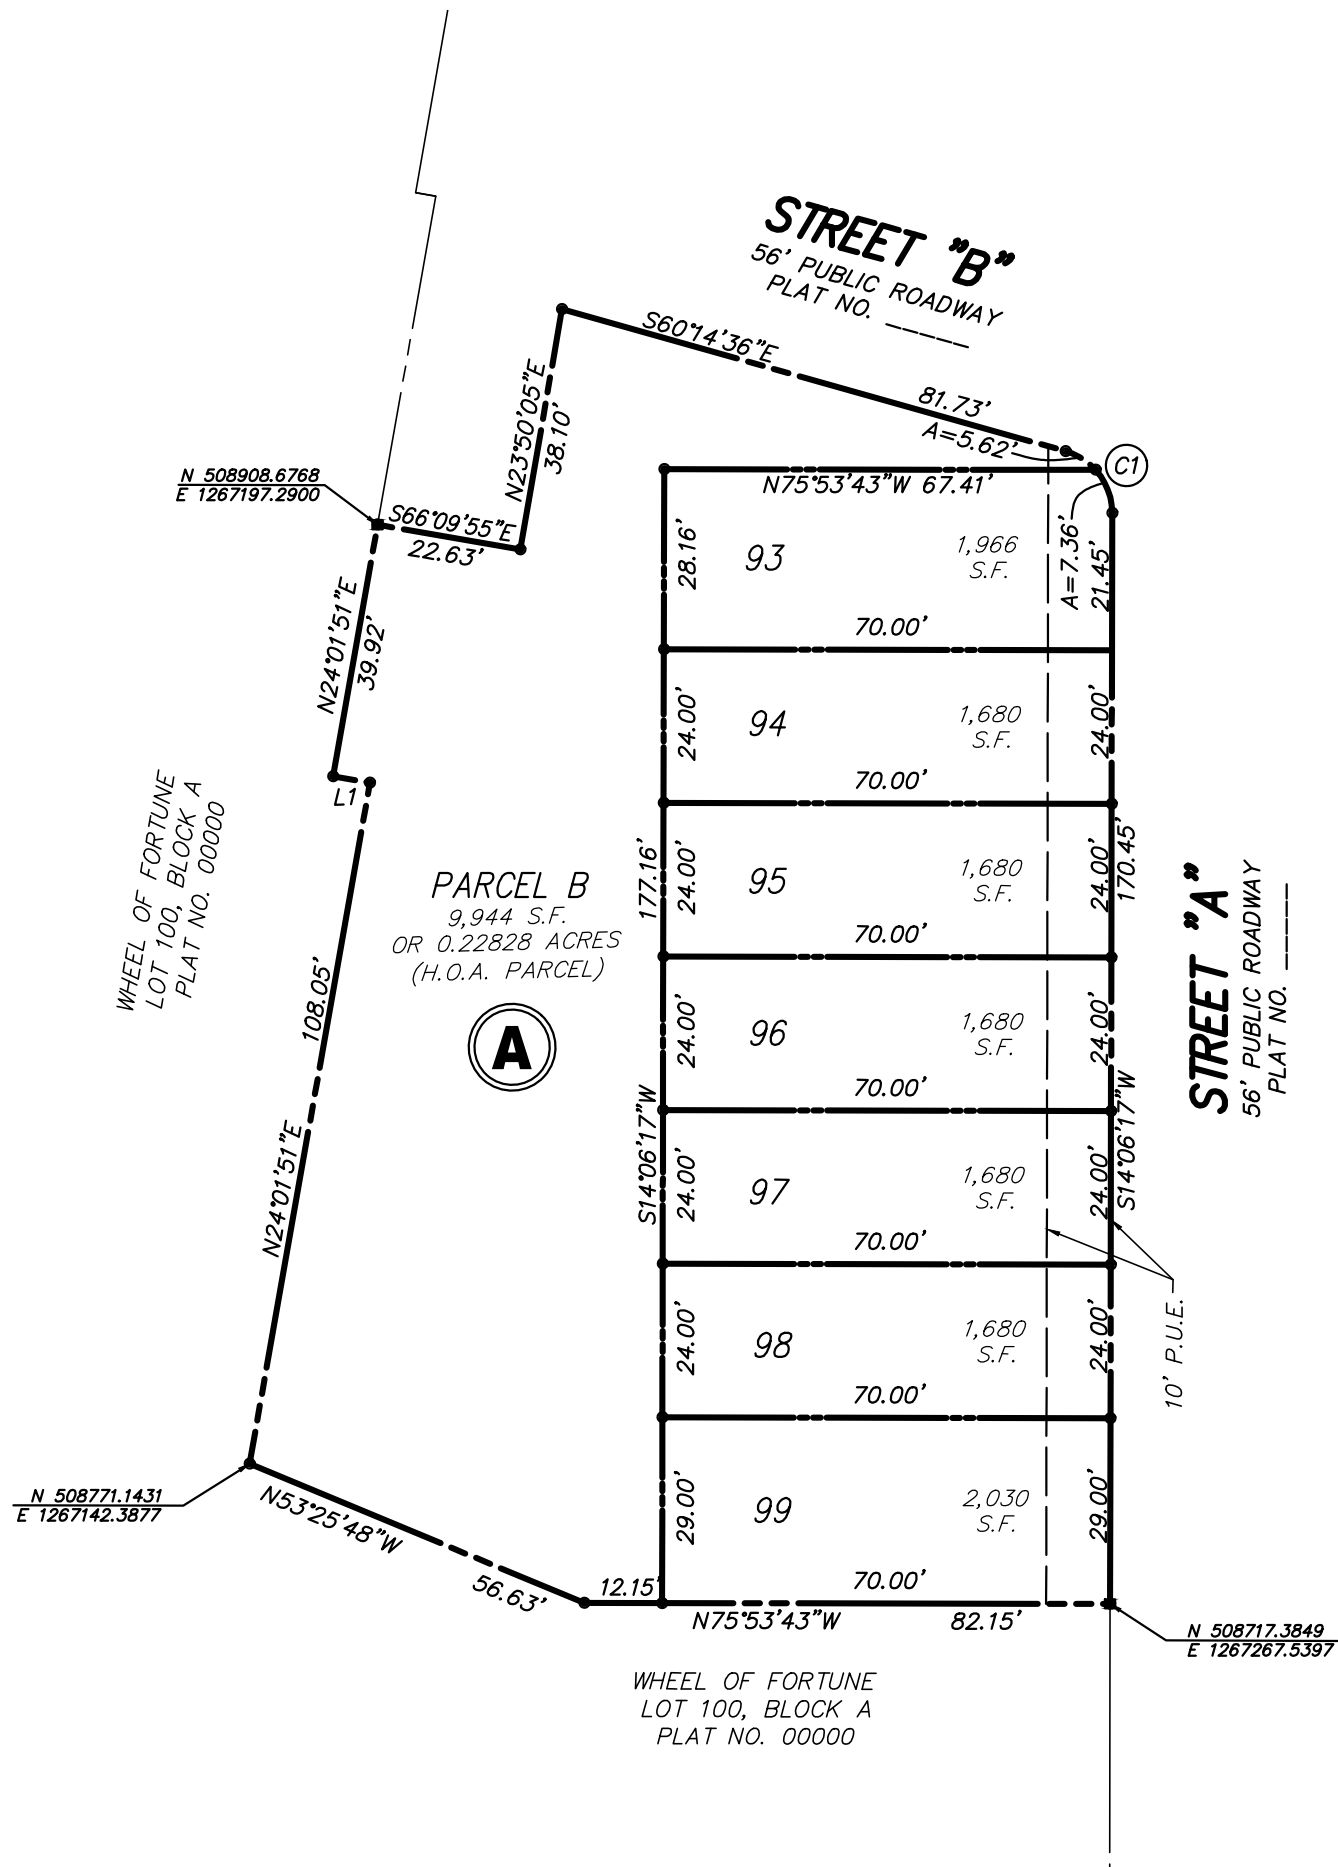 STREET "B"
56' PUBLIC ROADWAY
PLAT NO. ______
S60°14'36"E
81.73'
A=5.62'
C1
N23°50'05"E
38.10'
N 508908.6768
E 1267197.2900
S66°09'55"E
22.63'
N75°53'43"W 67.41'
28.16'
93
1,966
S.F.
A=7.36'
21.45'
70.00'
N24°01'51"E
39.92'
L1
24.00'
94
1,680
S.F.
24.00'
70.00'
WHEEL OF FORTUNE
LOT 100, BLOCK A
PLAT NO. 00000
PARCEL B
9,944 S.F.
OR 0.22828 ACRES
(H.O.A. PARCEL)
A
177.16'
24.00'
95
1,680
S.F.
24.00'
170.45'
70.00'
STREET "A"
56' PUBLIC ROADWAY
PLAT NO. ______
108.05'
24.00'
96
1,680
S.F.
24.00'
70.00'
N24°01'51"E
S14°06'17"W
24.00'
97
1,680
S.F.
24.00'
S14°06'17"W
70.00'
24.00'
98
1,680
S.F.
24.00'
10' P.U.E.
70.00'
N 508771.1431
E 1267142.3877
N53°25'48"W
56.63'
29.00'
99
2,030
S.F.
29.00'
12.15'
70.00'
N75°53'43"W
82.15'
N 508717.3849
E 1267267.5397
WHEEL OF FORTUNE
LOT 100, BLOCK A
PLAT NO. 00000